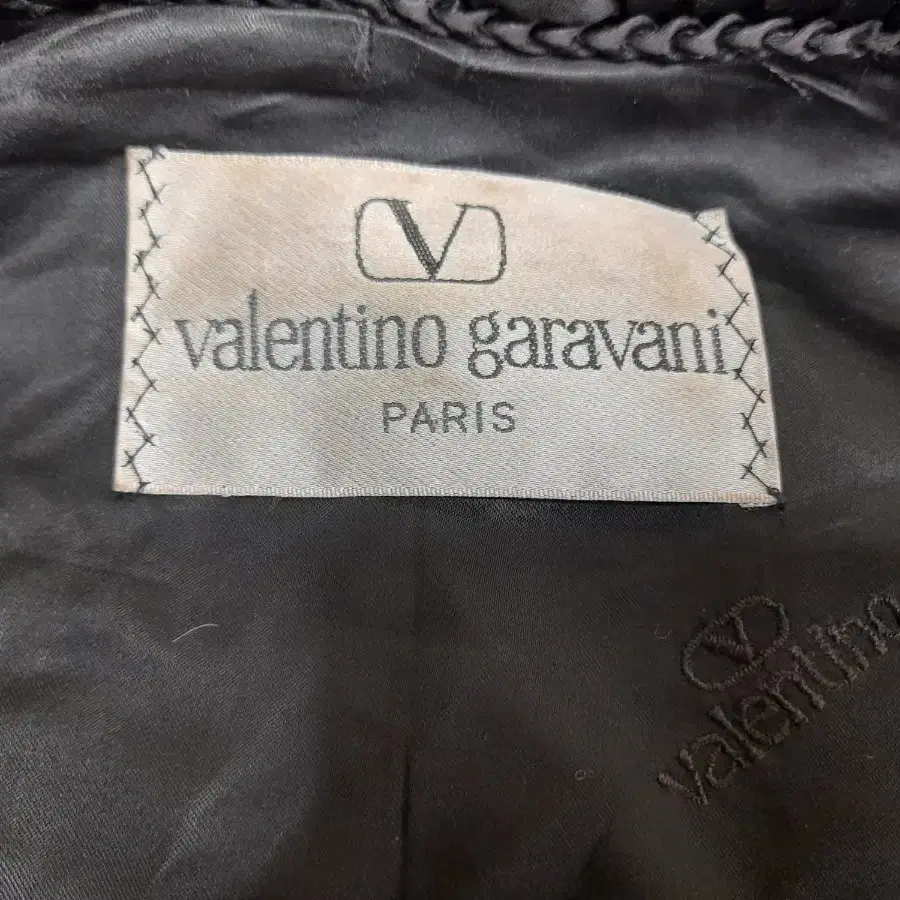 V
valentino garavani
PARIS
V
valentino